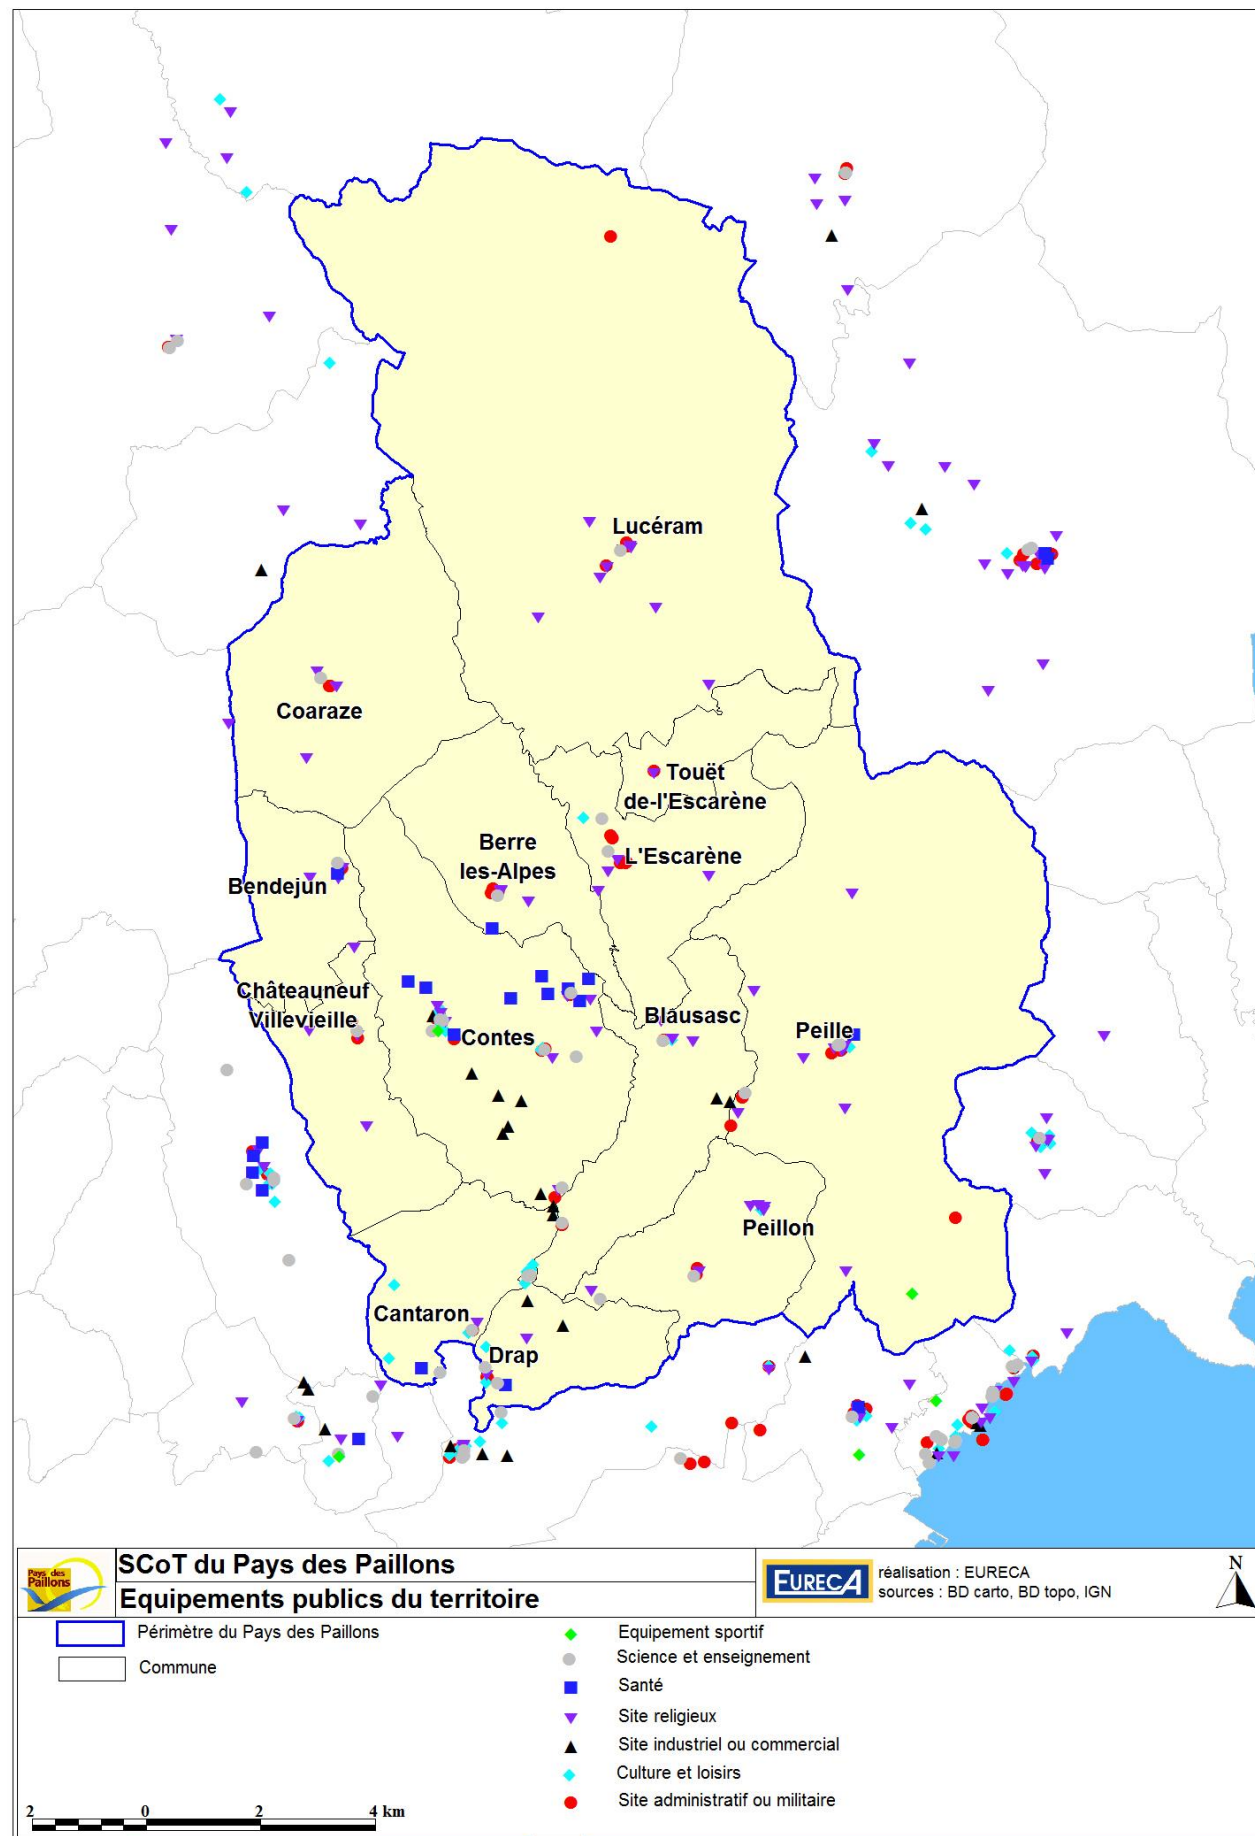 Lucéram
Coaraze
Touët
de-l'Escarène
Berre
les-Alpes
L'Escarène
Bendejun
Châteauneuf
Villevieille
Contes
Blausasc
Peille
Peillon
Cantaron
Drap
Pays des
Paillons
SCoT du Pays des Paillons
Equipements publics du territoire
EURECA
réalisation : EURECA
sources : BD carto, BD topo, IGN
N
Périmètre du Pays des Paillons
Commune
Equipement sportif
Science et enseignement
Santé
Site religieux
Site industriel ou commercial
Culture et loisirs
Site administratif ou militaire
2 0 2 4 km